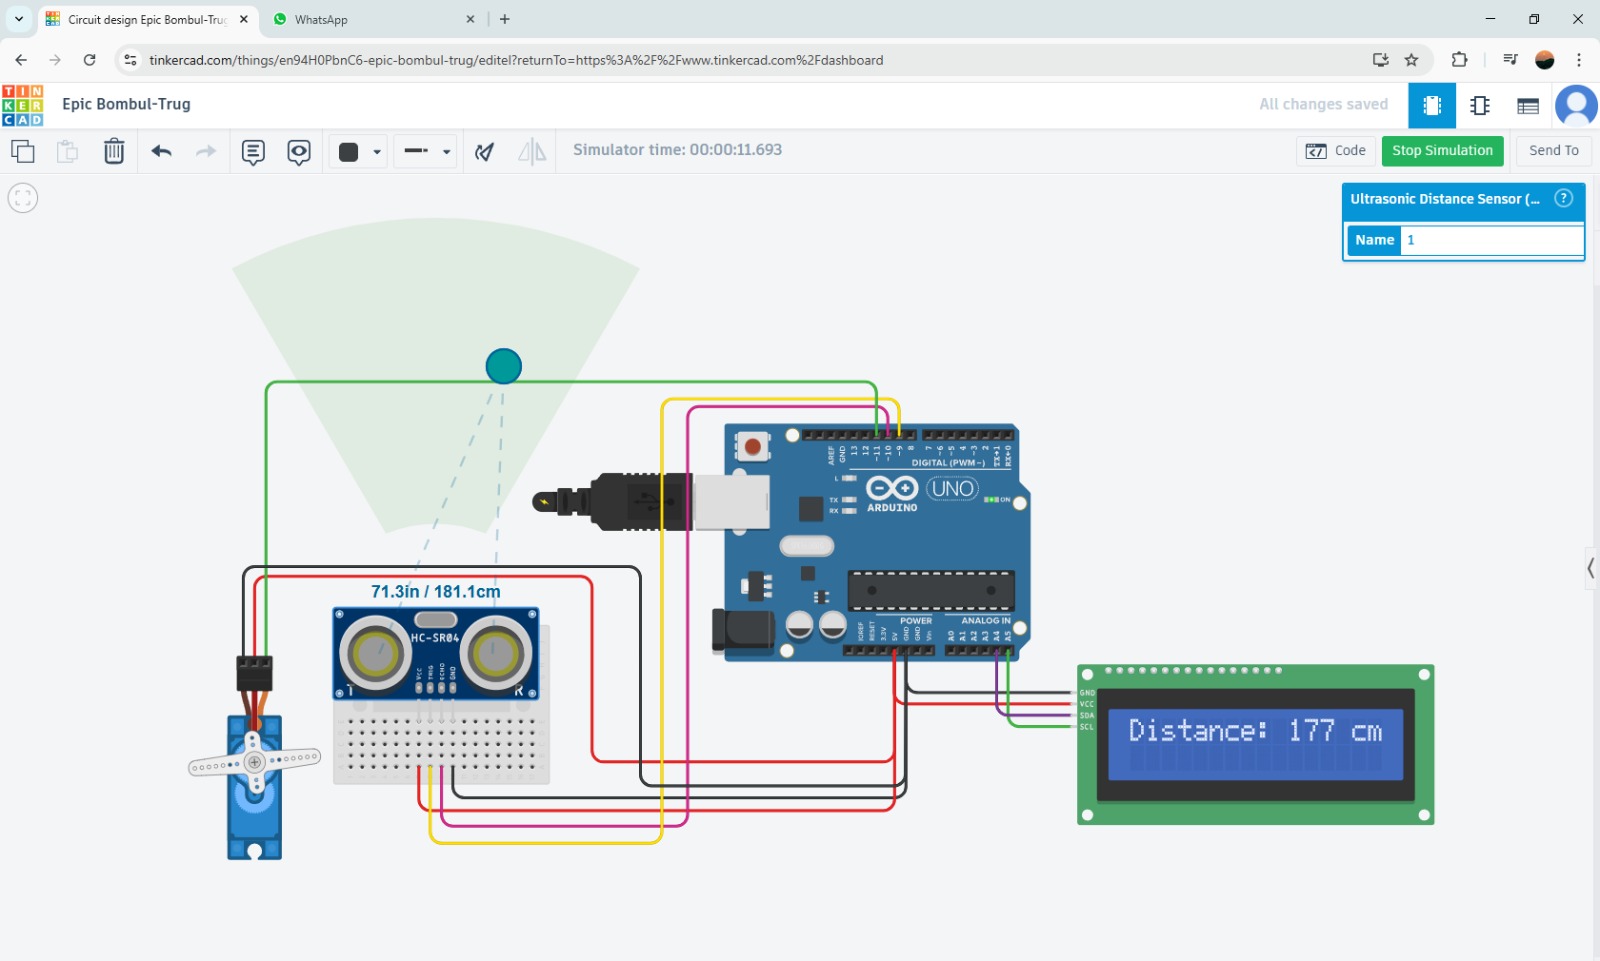 Circuit design Epic Bombul-Trug
WhatsApp
tinkercad.com/things/en94H0PbnC6-epic-bombul-trug/editel?returnTo=https%3A%2F%2Fwww.tinkercad.com%2Fdashboard
TIN
KER
CAD
Epic Bombul-Trug
All changes saved
Simulator time: 00:00:11.693
Code
Stop Simulation
Send To
Ultrasonic Distance Sensor (...
?
Name
1
AREF
GND
13
12
~11
~10
~9
8
7
~6
~5
4
~3
2
TX→1
RX←0
DIGITAL (PWM~)
L
TX
RX
UNO
ARDUINO
ON
71.3in / 181.1cm
HC-SR04
VCC
TRIG
ECHO
GND
T
R
POWER
ANALOG IN
IOREF
RESET
3.3V
5V
GND
GND
Vin
A0
A1
A2
A3
A4
A5
GND
VCC
SDA
SCL
Distance: 177 cm